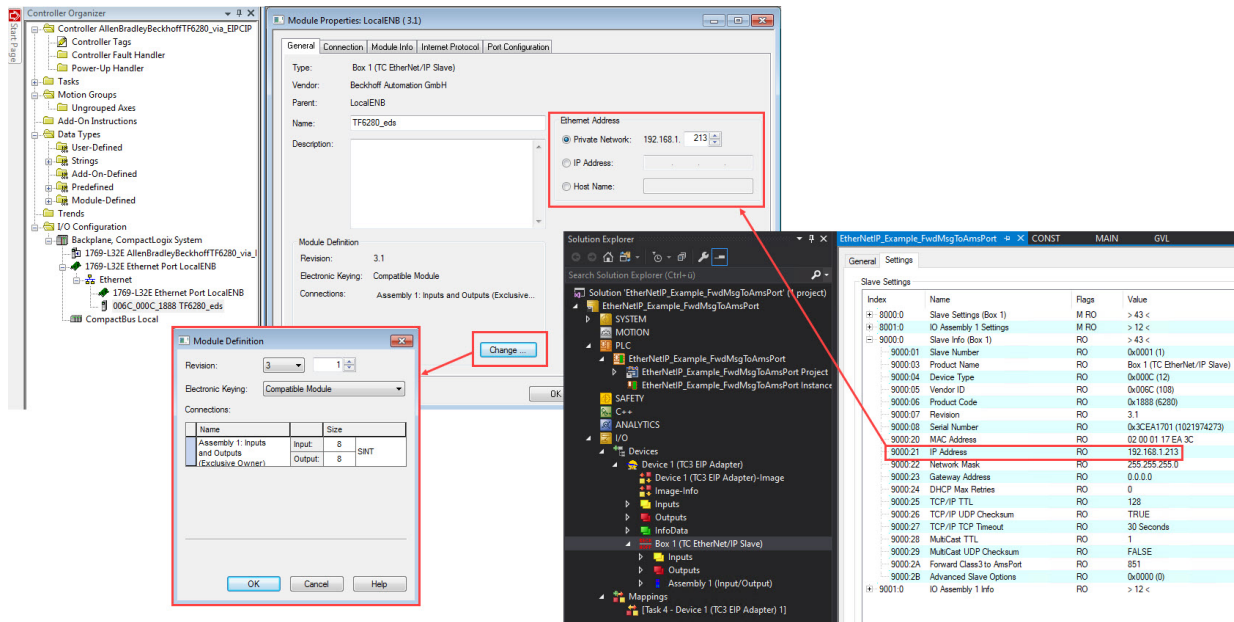 Start Page
Controller Organizer
Controller AllenBradleyBeckhoffTF6280_via_EIPCIP
Controller Tags
Controller Fault Handler
Power-Up Handler
Tasks
Motion Groups
Ungrouped Axes
Add-On Instructions
Data Types
User-Defined
Strings
Add-On-Defined
Predefined
Module-Defined
Trends
I/O Configuration
Backplane, CompactLogix System
1769-L32E AllenBradleyBeckhoffTF6280_via_I
1769-L32E Ethernet Port LocalENB
Ethernet
1769-L32E Ethernet Port LocalENB
006C_000C_1888 TF6280_eds
CompactBus Local
Module Properties: LocalENB ( 3.1)
General Connection Module Info Internet Protocol Port Configuration
Type: Box 1 (TC EtherNet/IP Slave)
Vendor: Beckhoff Automation GmbH
Parent: LocalENB
Name: TF6280_eds
Description:
Ethernet Address
Private Network: 192.168.1. 213
IP Address:
Host Name:
Module Definition
Revision: 3.1
Electronic Keying: Compatible Module
Connections: Assembly 1: Inputs and Outputs (Exclusive...
Change ...
OK
Module Definition
Revision: 3 1
Electronic Keying: Compatible Module
Connections:
Name Size
Assembly 1: Inputs and Outputs (Exclusive Owner) Input: 8 SINT
Output: 8
OK Cancel Help
Solution Explorer
Search Solution Explorer (Ctrl+ü)
Solution 'EtherNetIP_Example_FwdMsgToAmsPort' (1 project)
EtherNetIP_Example_FwdMsgToAmsPort
SYSTEM
MOTION
PLC
EtherNetIP_Example_FwdMsgToAmsPort
EtherNetIP_Example_FwdMsgToAmsPort Project
EtherNetIP_Example_FwdMsgToAmsPort Instance
SAFETY
C++
ANALYTICS
I/O
Devices
Device 1 (TC3 EIP Adapter)
Device 1 (TC3 EIP Adapter)-Image
Image-Info
Inputs
Outputs
InfoData
Box 1 (TC EtherNet/IP Slave)
Inputs
Outputs
Assembly 1 (Input/Output)
Mappings
[Task 4 - Device 1 (TC3 EIP Adapter) 1]
EtherNetIP_Example_FwdMsgToAmsPort CONST MAIN GVL
General Settings
Slave Settings
Index Name Flags Value
8000:0 Slave Settings (Box 1) M RO > 43 <
8001:0 IO Assembly 1 Settings M RO > 12 <
9000:0 Slave Info (Box 1) RO > 43 <
9000:01 Slave Number RO 0x0001 (1)
9000:03 Product Name RO Box 1 (TC EtherNet/IP Slave)
9000:04 Device Type RO 0x000C (12)
9000:05 Vendor ID RO 0x006C (108)
9000:06 Product Code RO 0x1888 (6280)
9000:07 Revision RO 3.1
9000:08 Serial Number RO 0x3CEA1701 (1021974273)
9000:20 MAC Address RO 02 00 01 17 EA 3C
9000:21 IP Address RO 192.168.1.213
9000:22 Network Mask RO 255.255.255.0
9000:23 Gateway Address RO 0.0.0.0
9000:24 DHCP Max Retries RO 0
9000:25 TCP/IP TTL RO 128
9000:26 TCP/IP UDP Checksum RO TRUE
9000:27 TCP/IP TCP Timeout RO 30 Seconds
9000:28 MultiCast TTL RO 1
9000:29 MultiCast UDP Checksum RO FALSE
9000:2A Forward Class3 to AmsPort RO 851
9000:2B Advanced Slave Options RO 0x0000 (0)
9001:0 IO Assembly 1 Info RO > 12 <